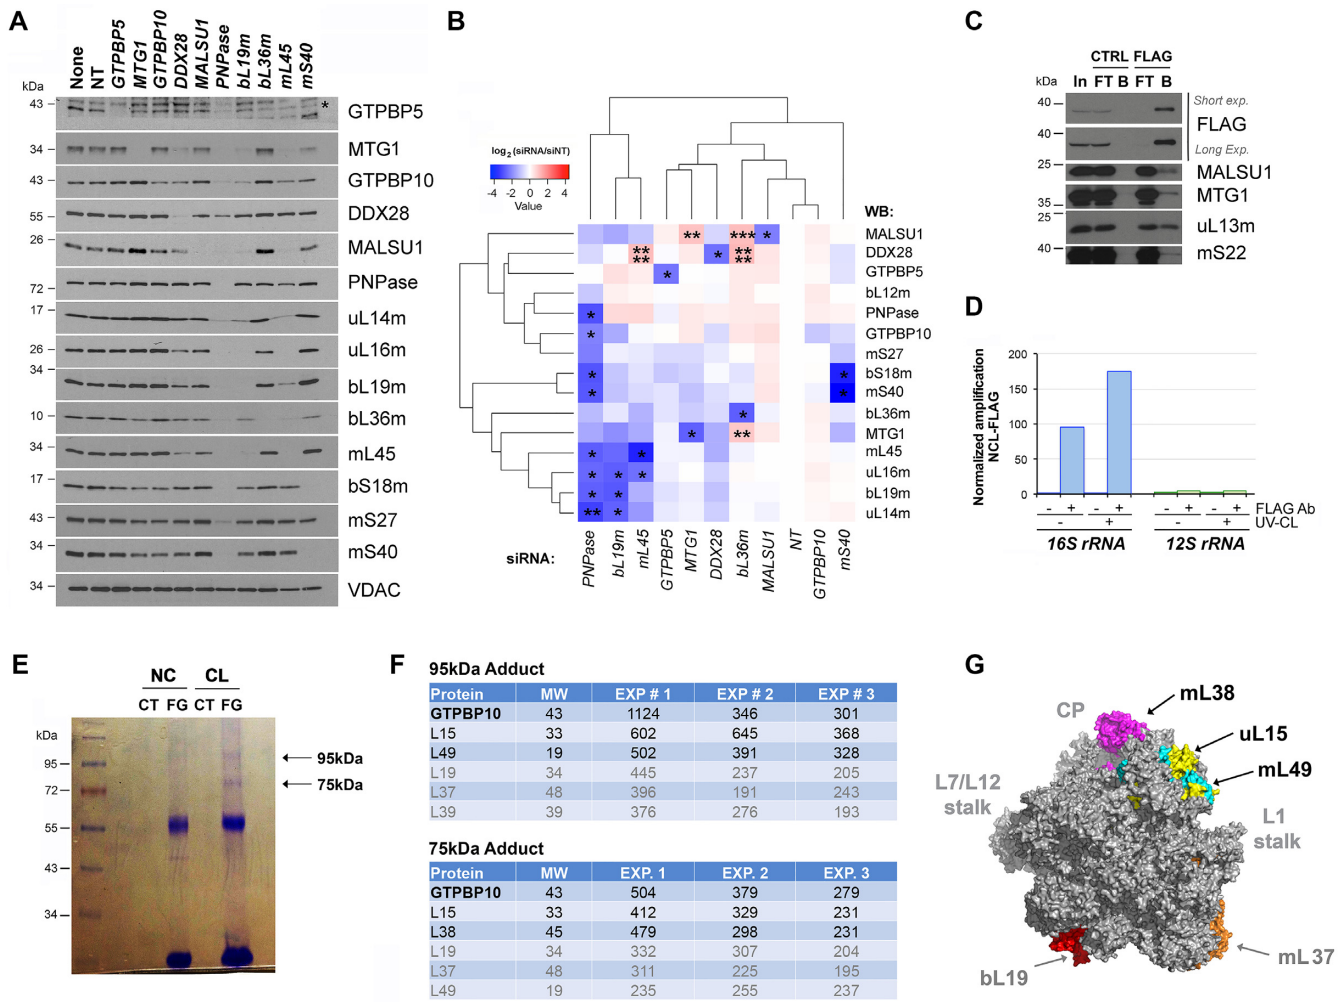 A
None NT GTPBP5 MTG1 GTPBP10 DDX28 MALSU1 PNPase bL19m bL36m mL45 mS40
kDa
43 * GTPBP5
34 MTG1
43 GTPBP10
55 DDX28
26 MALSU1
72 PNPase
17 uL14m
26 uL16m
34 bL19m
10 bL36m
34 mL45
17 bS18m
43 mS27
34 mS40
34 VDAC
B
log2 (siRNA/siNT)
-4 -2 0 2 4
Value
WB:
** *** * MALSU1
** ** * ** ** DDX28
* GTPBP5
bL12m
* PNPase
* GTPBP10
mS27
* * bS18m
* * mS40
* bL36m
* ** MTG1
* * mL45
* * * uL16m
* * bL19m
** * uL14m
siRNA: PNPase bL19m mL45 GTPBP5 MTG1 DDX28 bL36m MALSU1 NT GTPBP10 mS40
C
CTRL FLAG
kDa In FT B FT B
40 Short exp.
FLAG
40 Long Exp.
25 MALSU1
35 MTG1
25 uL13m
40 mS22
D
Normalized amplification
NCL-FLAG
200
150
100
50
0
- + - + - + - + FLAG Ab
- + - + UV-CL
16S rRNA 12S rRNA
E
NC CL
CT FG CT FG
kDa
95 95kDa
72 75kDa
55
43
34
F
95kDa Adduct
Protein MW EXP # 1 EXP # 2 EXP # 3
GTPBP10 43 1124 346 301
L15 33 602 645 368
L49 19 502 391 328
L19 34 445 237 205
L37 48 396 191 243
L39 39 376 276 193
75kDa Adduct
Protein MW EXP. 1 EXP. 2 EXP. 3
GTPBP10 43 504 379 279
L15 33 412 329 231
L38 45 479 298 231
L19 34 332 307 204
L37 48 311 225 195
L49 19 235 255 237
G
mL38
CP
uL15
mL49
L7/L12
stalk
L1
stalk
mL37
bL19